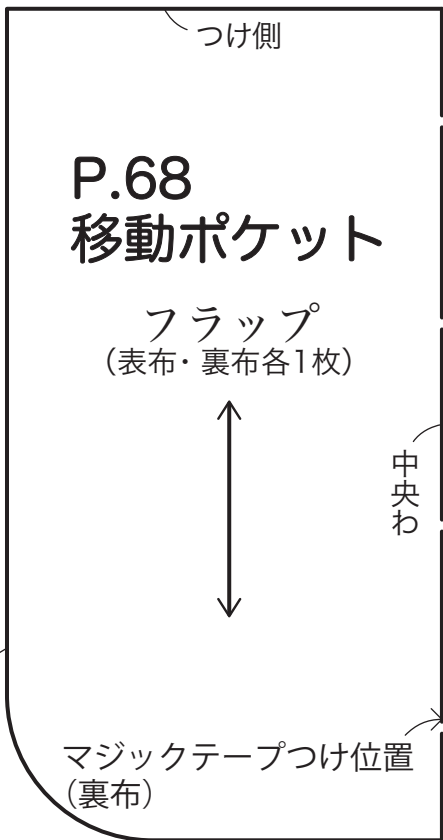 つけ側
P.68
移動ポケット
フラップ
（表布・裏布各1枚）
中央わ
マジックテープつけ位置
（裏布）